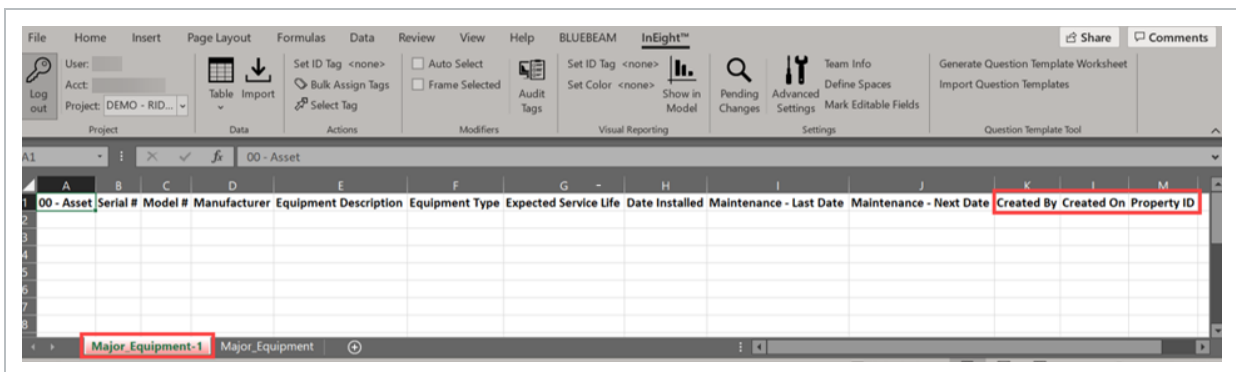 File Home Insert Page Layout Formulas Data Review View Help BLUEBEAM InEight™ Share Comments
User: Set ID Tag <none> Auto Select Set ID Tag <none> Team Info Generate Question Template Worksheet
Acct: Bulk Assign Tags Frame Selected Set Color <none> Define Spaces Import Question Templates
Log out Project: DEMO - RID... Table Import Select Tag Audit Tags Show in Model Pending Changes Advanced Settings Mark Editable Fields
Project Data Actions Modifiers Visual Reporting Settings Question Template Tool
A1 fx 00 - Asset
A B C D E F G H I J K L M
1 00 - Asset Serial # Model # Manufacturer Equipment Description Equipment Type Expected Service Life Date Installed Maintenance - Last Date Maintenance - Next Date Created By Created On Property ID
2
3
4
5
6
7
8
Major_Equipment-1 Major_Equipment